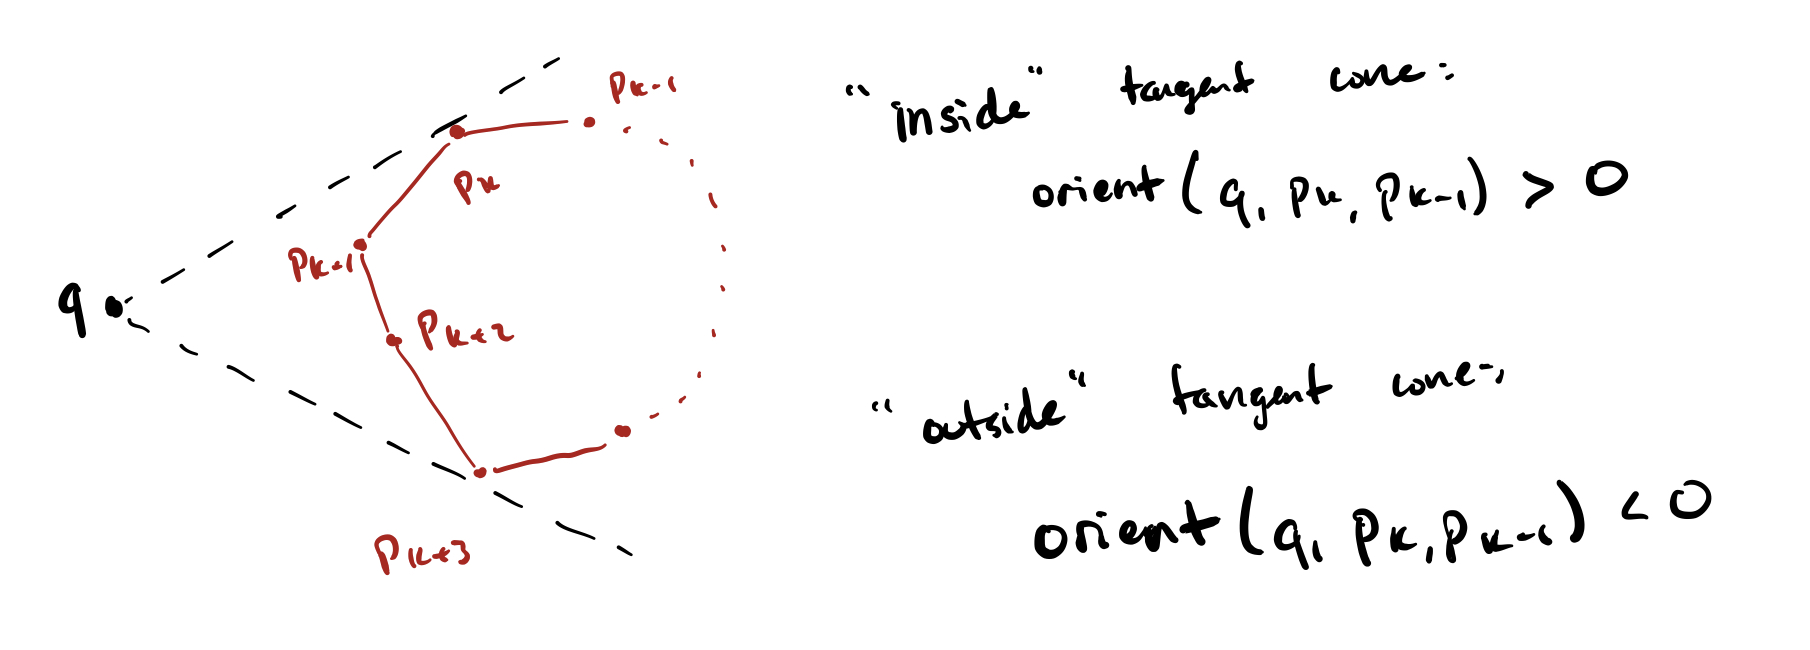 p_{k-1}
"inside" tangent cone:
p_k
orient(q, p_k, p_{k-1}) > 0
p_{k+1}
q
p_{k+2}
"outside" tangent cone:
orient(q, p_k, p_{k-1}) < 0
p_{k+3}